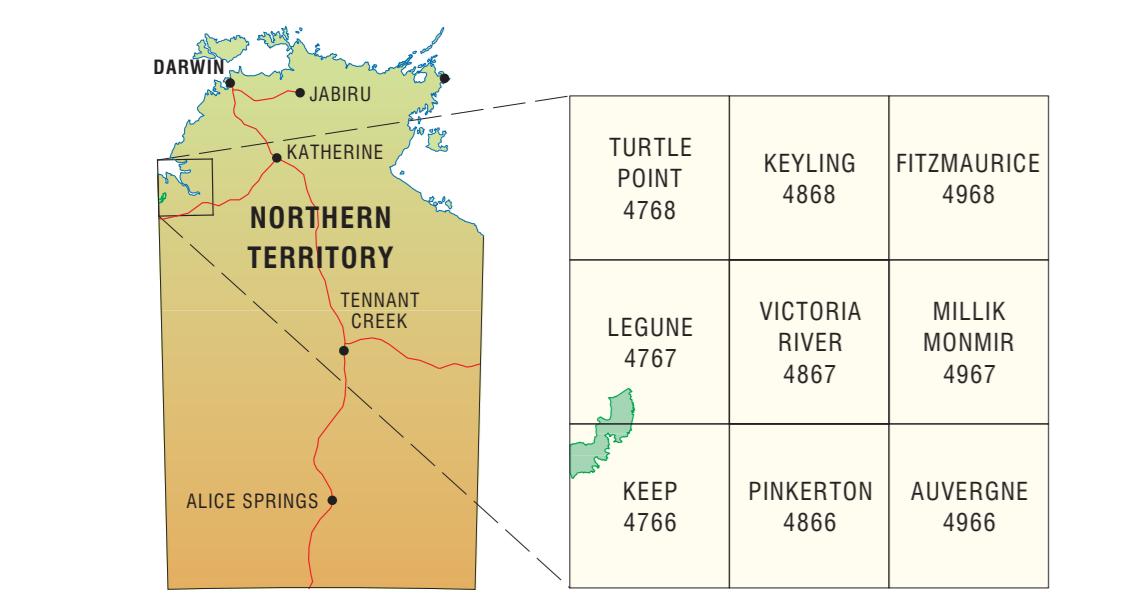 DARWIN
JABIRU
KATHERINE
NORTHERN
TERRITORY
TENNANT
CREEK
ALICE SPRINGS
TURTLE
POINT
4768
KEYLING
4868
FITZMAURICE
4968
LEGUNE
4767
VICTORIA
RIVER
4867
MILLIK
MONMIR
4967
KEEP
4766
PINKERTON
4866
AUVERGNE
4966